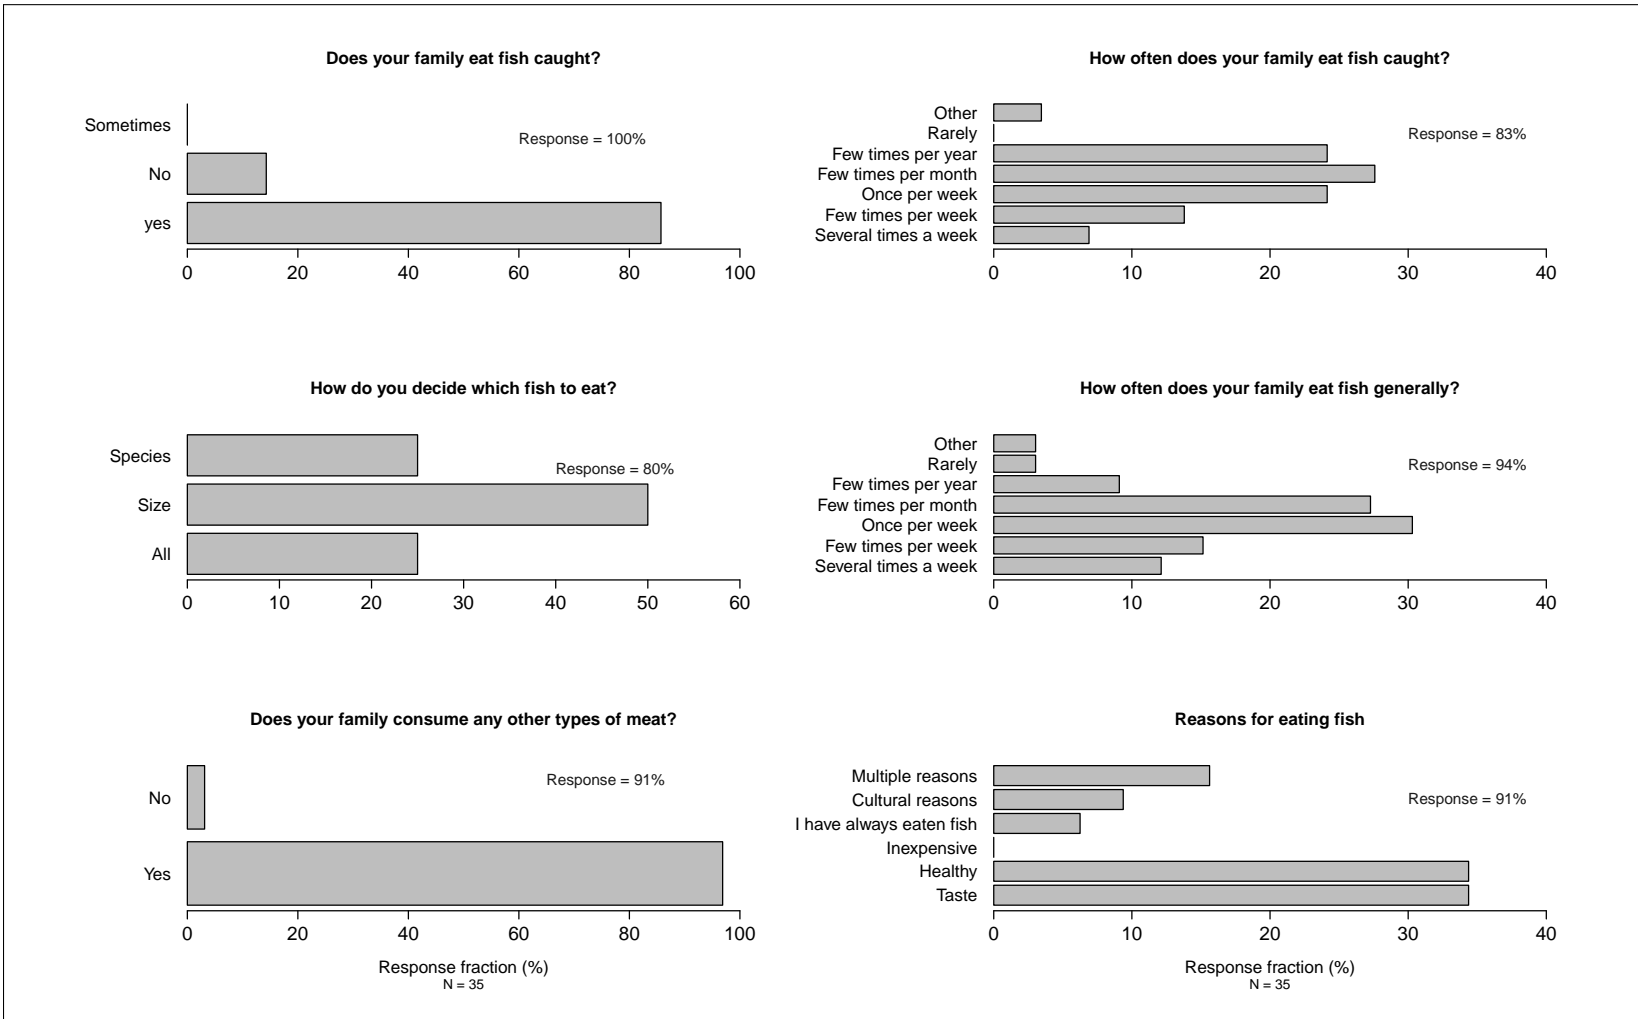 Does your family eat fish caught?
Sometimes
No
yes
Response = 100%
0 20 40 60 80 100
How often does your family eat fish caught?
Other
Rarely
Few times per year
Few times per month
Once per week
Few times per week
Several times a week
Response = 83%
0 10 20 30 40
How do you decide which fish to eat?
Species
Size
All
Response = 80%
0 10 20 30 40 50 60
How often does your family eat fish generally?
Other
Rarely
Few times per year
Few times per month
Once per week
Few times per week
Several times a week
Response = 94%
0 10 20 30 40
Does your family consume any other types of meat?
No
Yes
Response = 91%
0 20 40 60 80 100
Response fraction (%)
N = 35
Reasons for eating fish
Multiple reasons
Cultural reasons
I have always eaten fish
Inexpensive
Healthy
Taste
Response = 91%
0 10 20 30 40
Response fraction (%)
N = 35